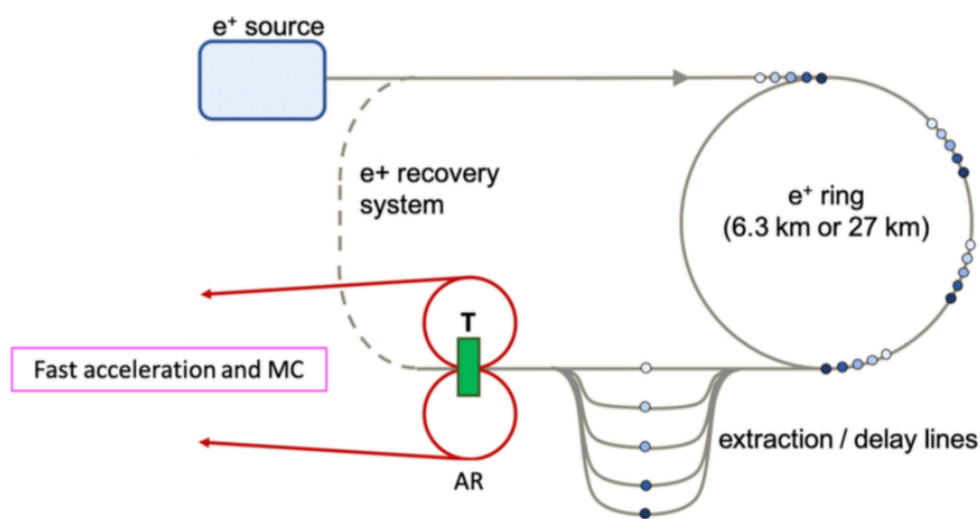 e⁺ source
e+ recovery
system
e⁺ ring
(6.3 km or 27 km)
T
Fast acceleration and MC
extraction / delay lines
AR